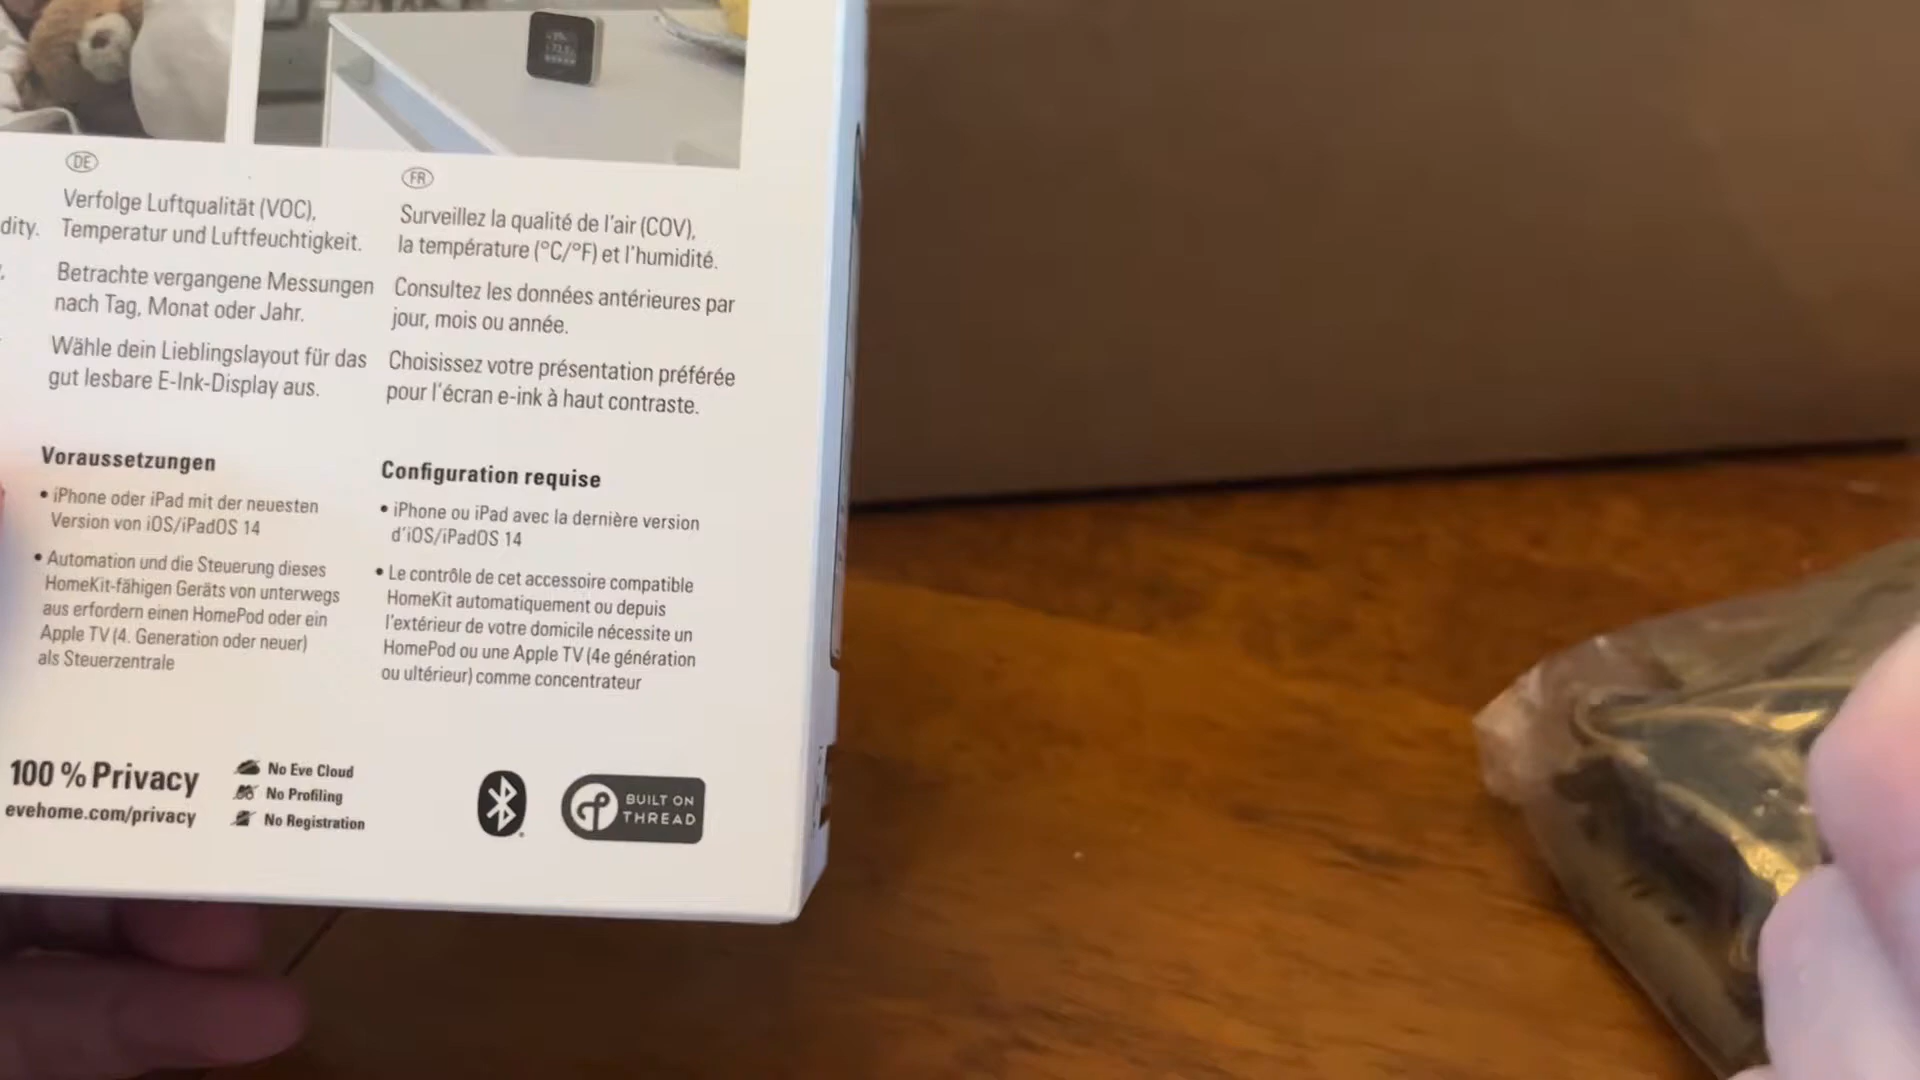 dity.
DE
Verfolge Luftqualität (VOC),
Temperatur und Luftfeuchtigkeit.
Betrachte vergangene Messungen
nach Tag, Monat oder Jahr.
Wähle dein Lieblingslayout für das
gut lesbare E-Ink-Display aus.
Voraussetzungen
• iPhone oder iPad mit der neuesten
Version von iOS/iPadOS 14
• Automation und die Steuerung dieses
HomeKit-fähigen Geräts von unterwegs
aus erfordern einen HomePod oder ein
Apple TV (4. Generation oder neuer)
als Steuerzentrale
FR
Surveillez la qualité de l'air (COV),
la température (°C/°F) et l'humidité.
Consultez les données antérieures par
jour, mois ou année.
Choisissez votre présentation préférée
pour l'écran e-ink à haut contraste.
Configuration requise
• iPhone ou iPad avec la dernière version
d'iOS/iPadOS 14
• Le contrôle de cet accessoire compatible
HomeKit automatiquement ou depuis
l'extérieur de votre domicile nécessite un
HomePod ou une Apple TV (4e génération
ou ultérieur) comme concentrateur
100 % Privacy
evehome.com/privacy
No Eve Cloud
No Profiling
No Registration
BUILT ON
THREAD